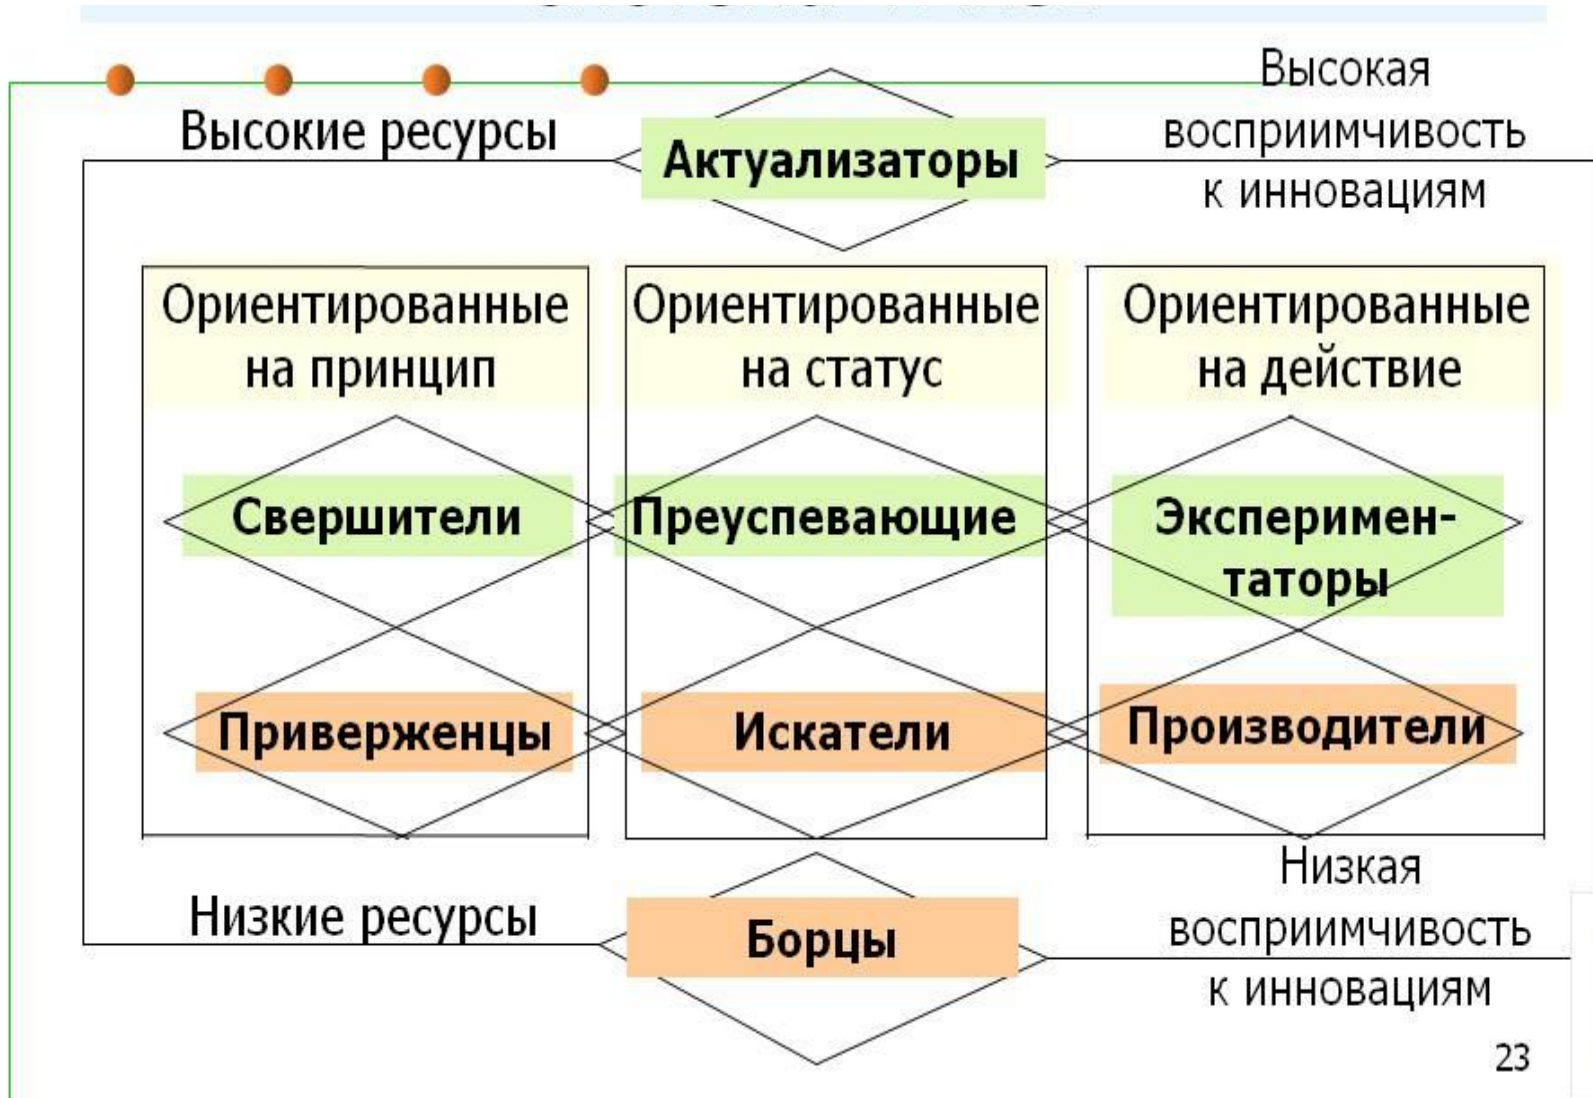 Высокие ресурсы
Актуализаторы
Высокая
восприимчивость
к инновациям
Ориентированные
на принцип
Ориентированные
на статус
Ориентированные
на действие
Свершители
Преуспевающие
Эксперимен-
таторы
Приверженцы
Искатели
Производители
Низкие ресурсы
Борцы
Низкая
восприимчивость
к инновациям
23